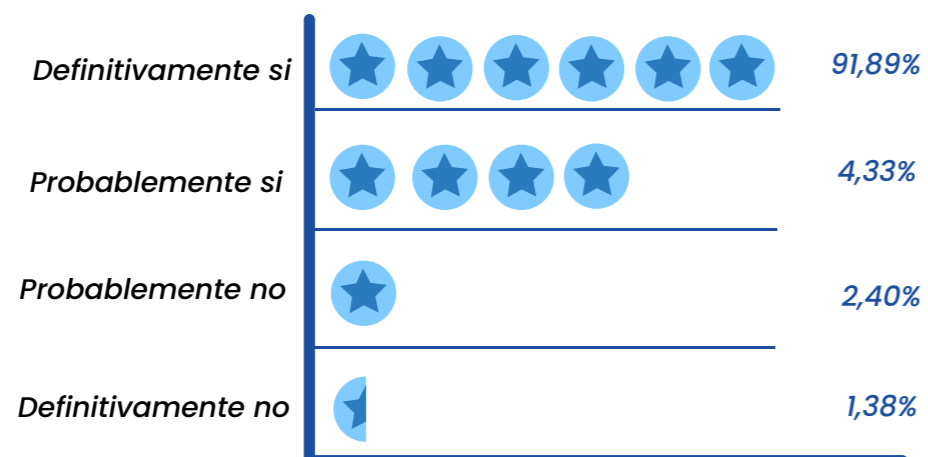 Definitivamente si 91,89%
Probablemente si 4,33%
Probablemente no 2,40%
Definitivamente no 1,38%